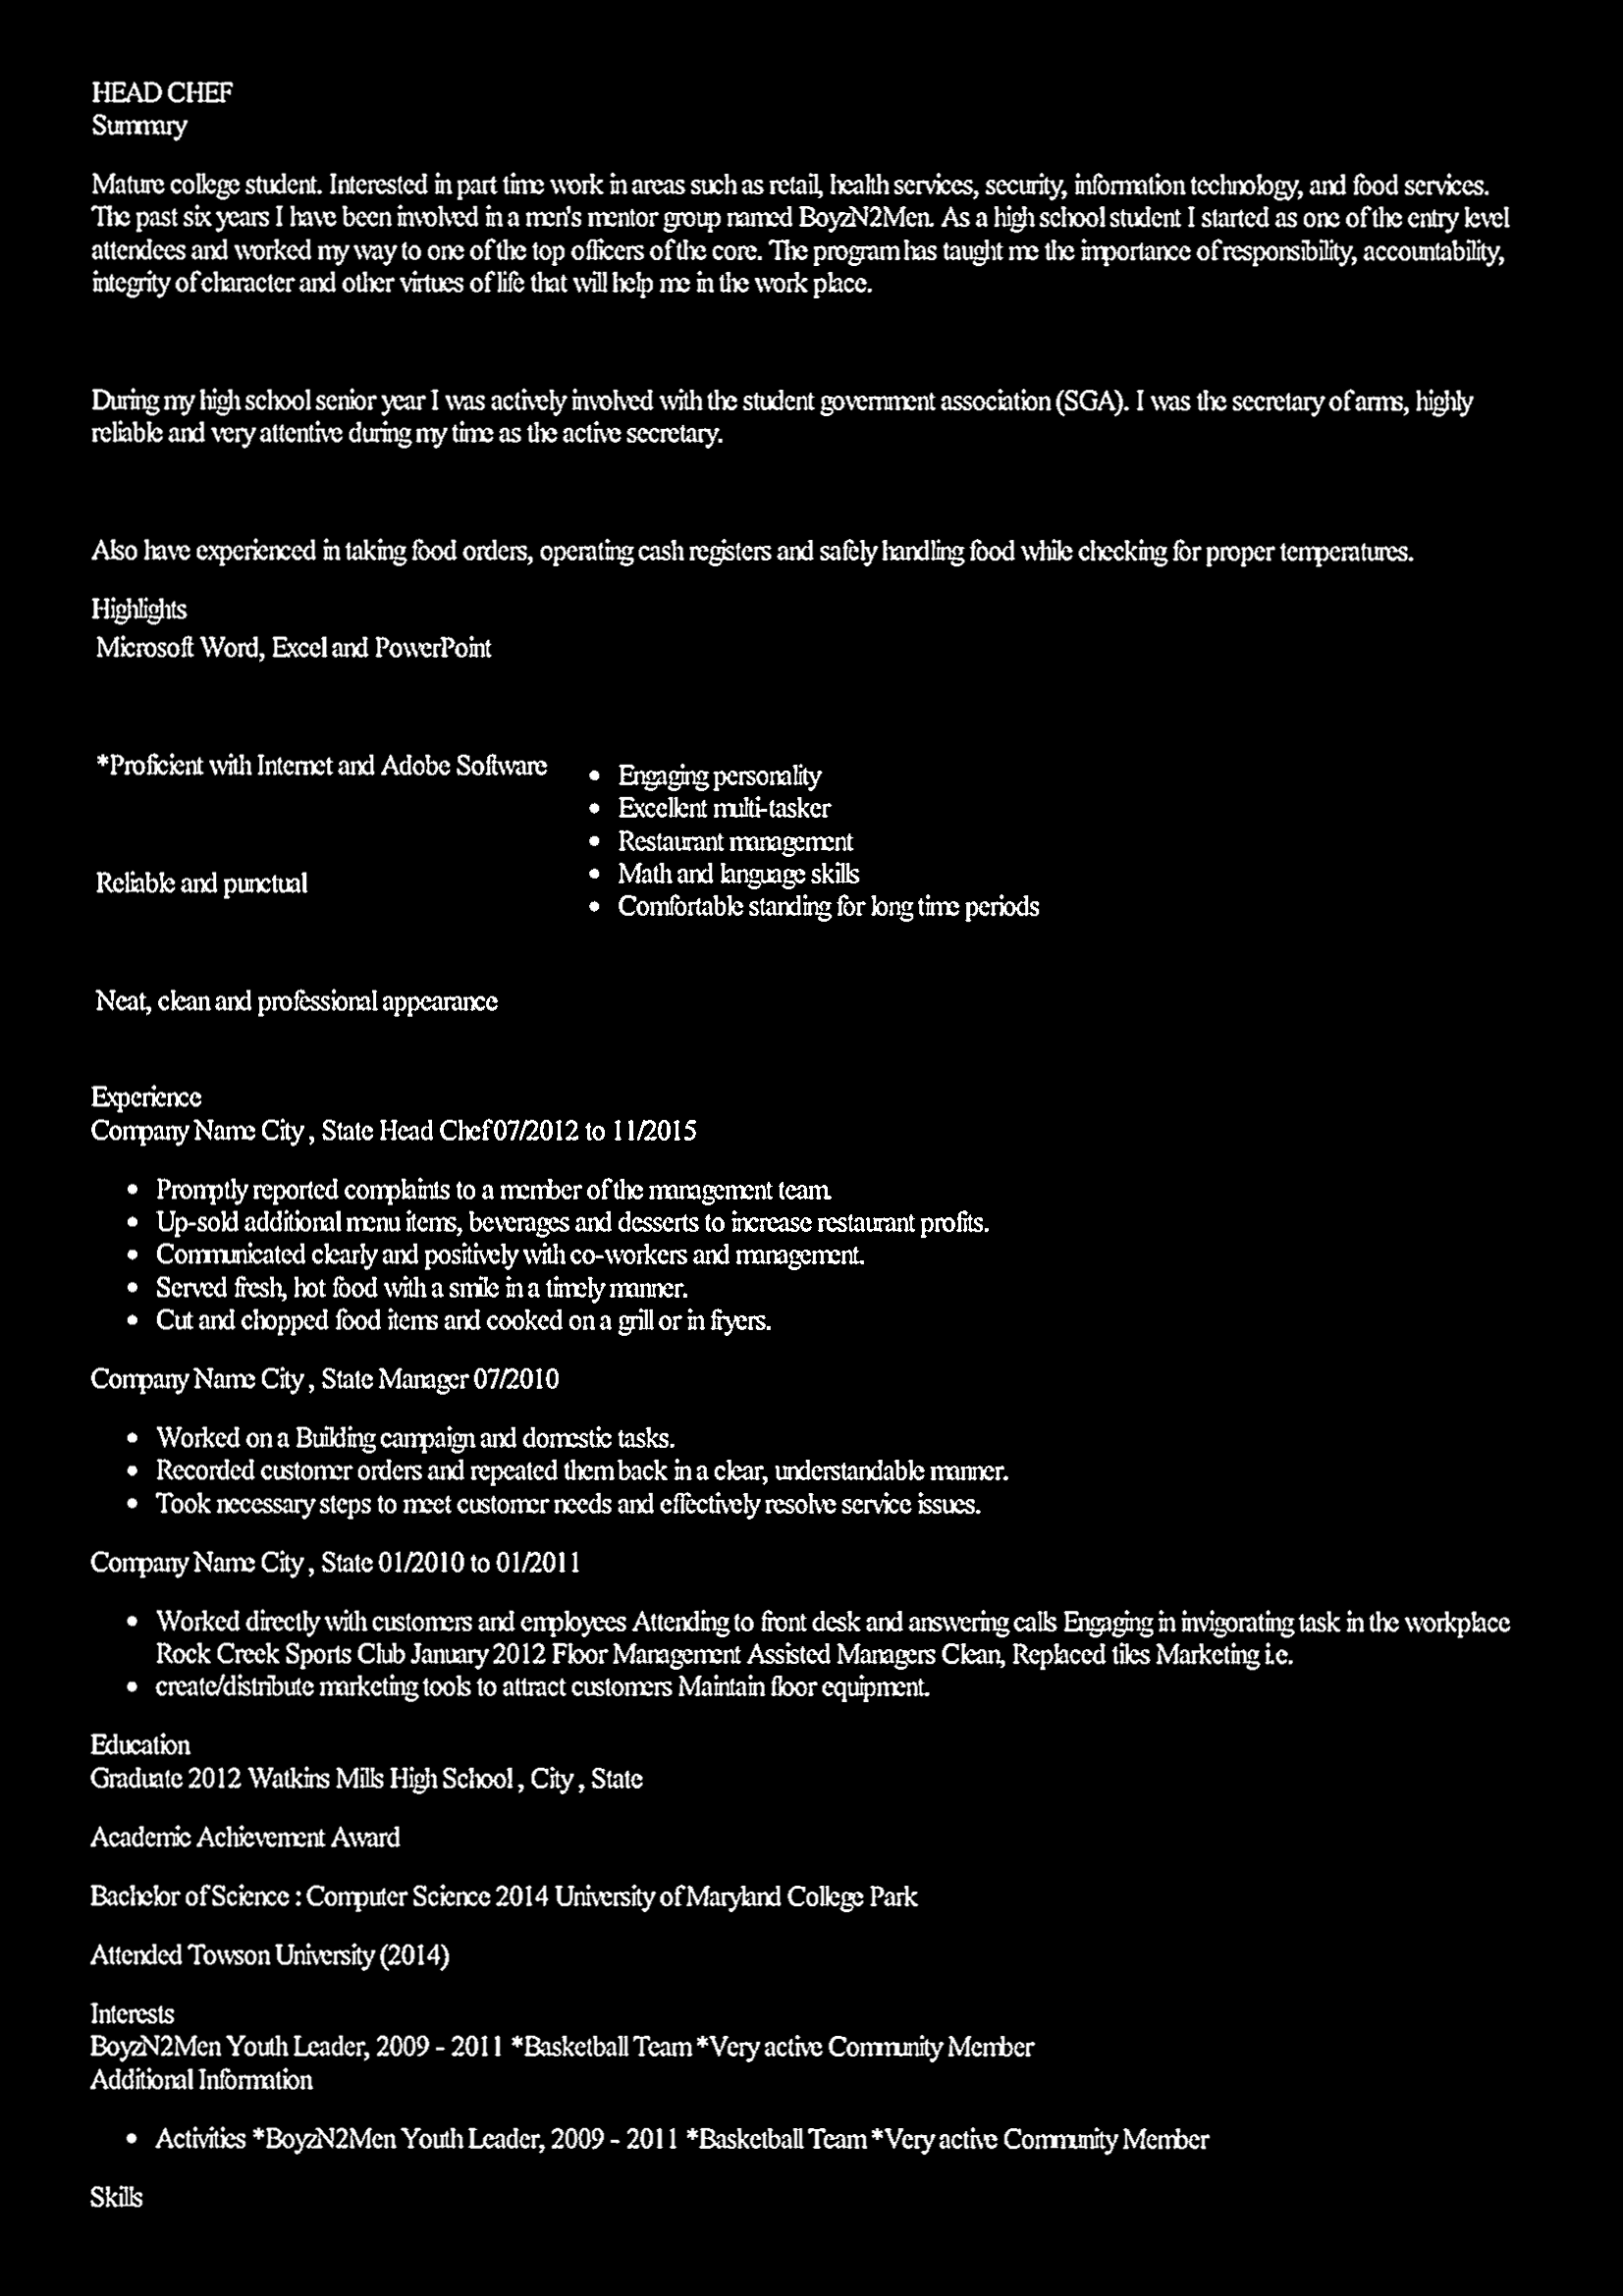 HEAD CHEF
Summary
Mature college student. Interested in part time work in areas such as retail, health services, security, information technology, and food services.
The past six years I have been involved in a men's mentor group named BoyzN2Men. As a high school student I started as one of the entry level
attendees and worked my way to one of the top officers of the core. The program has taught me the importance of responsibility, accountability,
integrity of character and other virtues of life that will help me in the work place.
During my high school senior year I was actively involved with the student government association (SGA). I was the secretary of arms, highly
reliable and very attentive during my time as the active secretary.
Also have experienced in taking food orders, operating cash registers and safely handling food while checking for proper temperatures.
Highlights
Microsoft Word, Excel and PowerPoint
*Proficient with Internet and Adobe Software
Reliable and punctual
Neat, clean and professional appearance
• Engaging personality
• Excellent multi-tasker
• Restaurant management
• Math and language skills
• Comfortable standing for long time periods
Experience
Company Name City , State Head Chef 07/2012 to 11/2015
• Promptly reported complaints to a member of the management team.
• Up-sold additional menu items, beverages and desserts to increase restaurant profits.
• Communicated clearly and positively with co-workers and management.
• Served fresh, hot food with a smile in a timely manner.
• Cut and chopped food items and cooked on a grill or in fryers.
Company Name City , State Manager 07/2010
• Worked on a Building campaign and domestic tasks.
• Recorded customer orders and repeated them back in a clear, understandable manner.
• Took necessary steps to meet customer needs and effectively resolve service issues.
Company Name City , State 01/2010 to 01/2011
• Worked directly with customers and employees Attending to front desk and answering calls Engaging in invigorating task in the workplace
Rock Creek Sports Club January 2012 Floor Management Assisted Managers Clean, Replaced tiles Marketing i.e.
• create/distribute marketing tools to attract customers Maintain floor equipment.
Education
Graduate 2012 Watkins Mills High School , City , State
Academic Achievement Award
Bachelor of Science : Computer Science 2014 University of Maryland College Park
Attended Towson University (2014)
Interests
BoyzN2Men Youth Leader, 2009 - 2011 *Basketball Team *Very active Community Member
Additional Information
• Activities *BoyzN2Men Youth Leader, 2009 - 2011 *Basketball Team *Very active Community Member
Skills